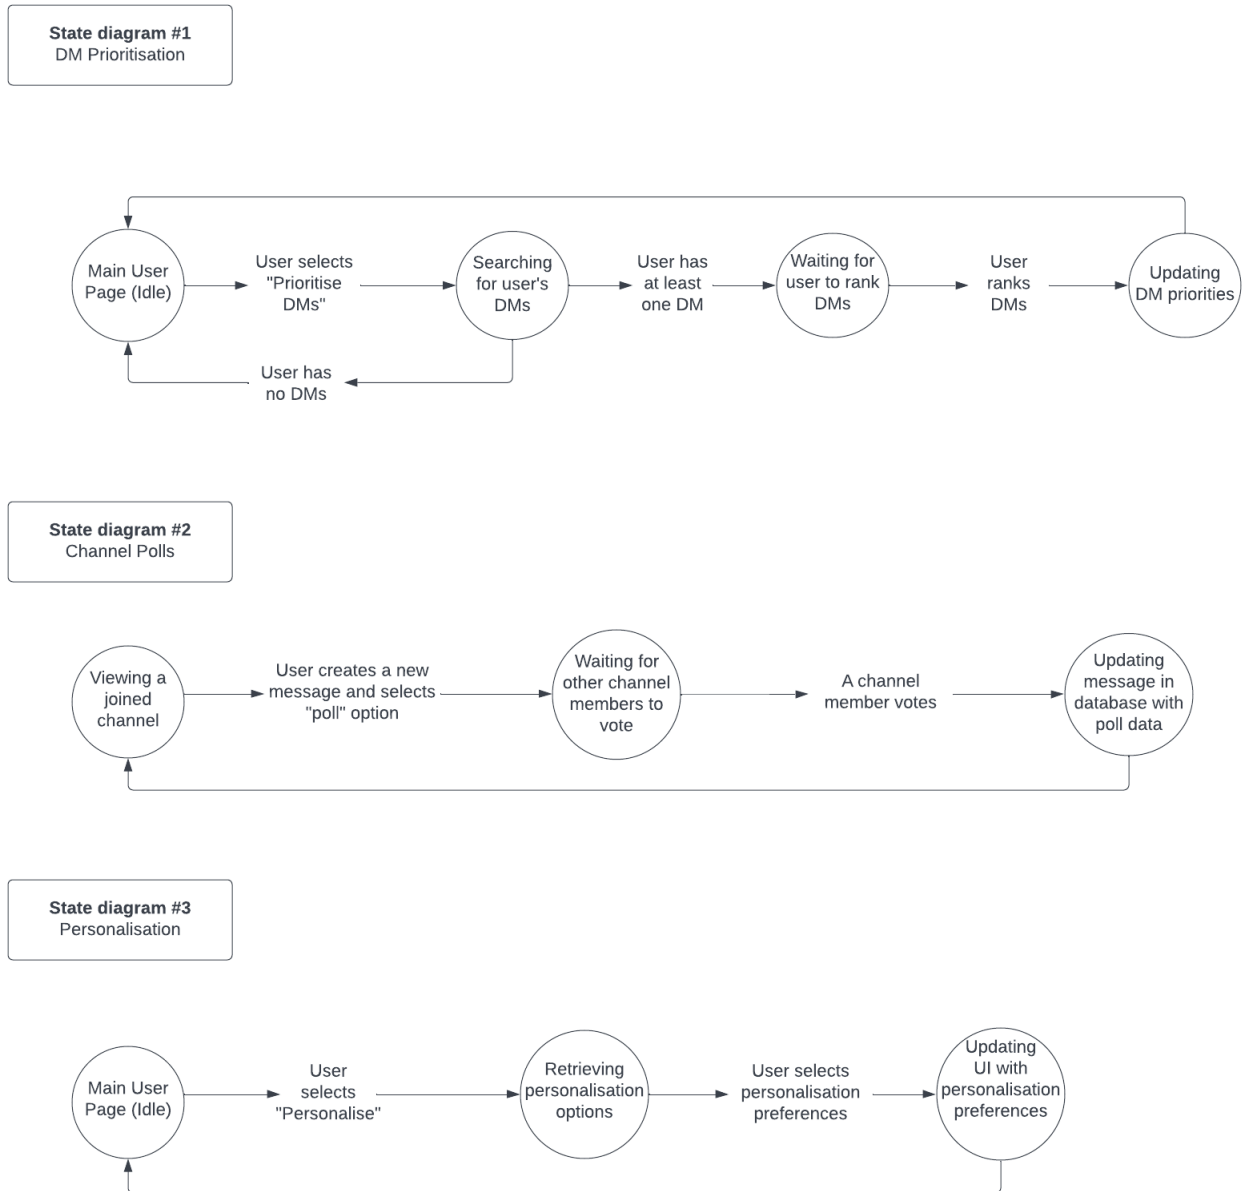 State diagram #1
DM Prioritisation
Main User
Page (Idle)
User selects
"Prioritise
DMs"
Searching
for user's
DMs
User has
at least
one DM
Waiting for
user to rank
DMs
User
ranks
DMs
Updating
DM priorities
User has
no DMs
State diagram #2
Channel Polls
Viewing a
joined
channel
User creates a new
message and selects
"poll" option
Waiting for
other channel
members to
vote
A channel
member votes
Updating
message in
database with
poll data
State diagram #3
Personalisation
Main User
Page (Idle)
User
selects
"Personalise"
Retrieving
personalisation
options
User selects
personalisation
preferences
Updating
UI with
personalisation
preferences